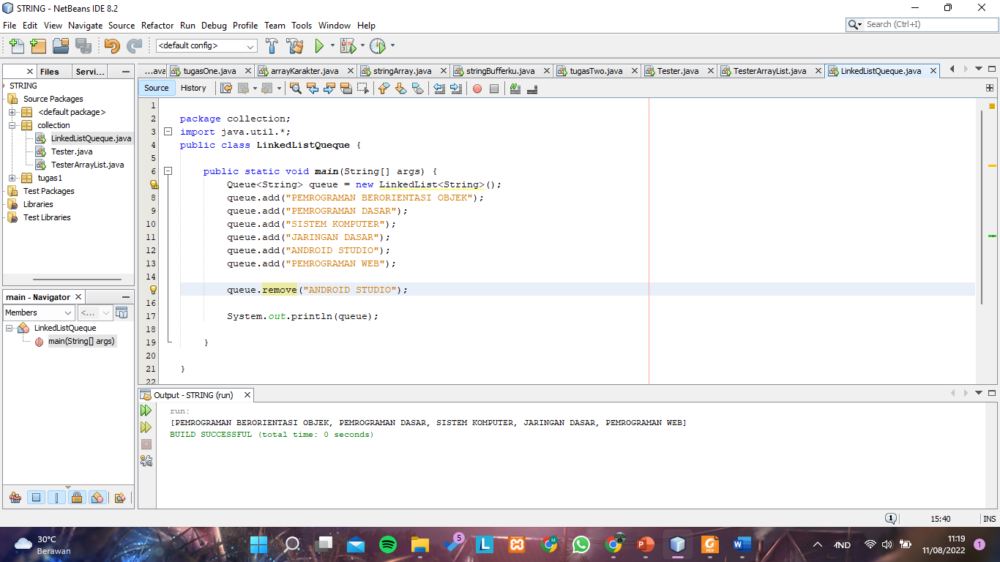 STRING - NetBeans IDE 8.2
File Edit View Navigate Source Refactor Run Debug Profile Team Tools Window Help
Search (Ctrl+I)
<default config>
Files Servi...
...ava tugasOne.java arrayKarakter.java stringArray.java stringBufferku.java tugasTwo.java Tester.java TesterArrayList.java LinkedListQueque.java
Source History
STRING
Source Packages
<default package>
collection
LinkedListQueque.java
Tester.java
TesterArrayList.java
tugas1
Test Packages
Libraries
Test Libraries
main - Navigator
Members <...
LinkedListQueque
main(String[] args)
1
2 package collection;
3 import java.util.*;
4 public class LinkedListQueque {
5
6 public static void main(String[] args) {
Queue<String> queue = new LinkedList<String>();
8 queue.add("PEMROGRAMAN BERORIENTASI OBJEK");
9 queue.add("PEMROGRAMAN DASAR");
10 queue.add("SISTEM KOMPUTER");
11 queue.add("JARINGAN DASAR");
12 queue.add("ANDROID STUDIO");
13 queue.add("PEMROGRAMAN WEB");
14
queue.remove("ANDROID STUDIO");
16
17 System.out.println(queue);
18
19 }
20
21 }
22
Output - STRING (run)
run:
[PEMROGRAMAN BERORIENTASI OBJEK, PEMROGRAMAN DASAR, SISTEM KOMPUTER, JARINGAN DASAR, PEMROGRAMAN WEB]
BUILD SUCCESSFUL (total time: 0 seconds)
1 15:40 INS
30°C
Berawan
5
L
M
PDF
P
W
IND
11:19
11/08/2022
1